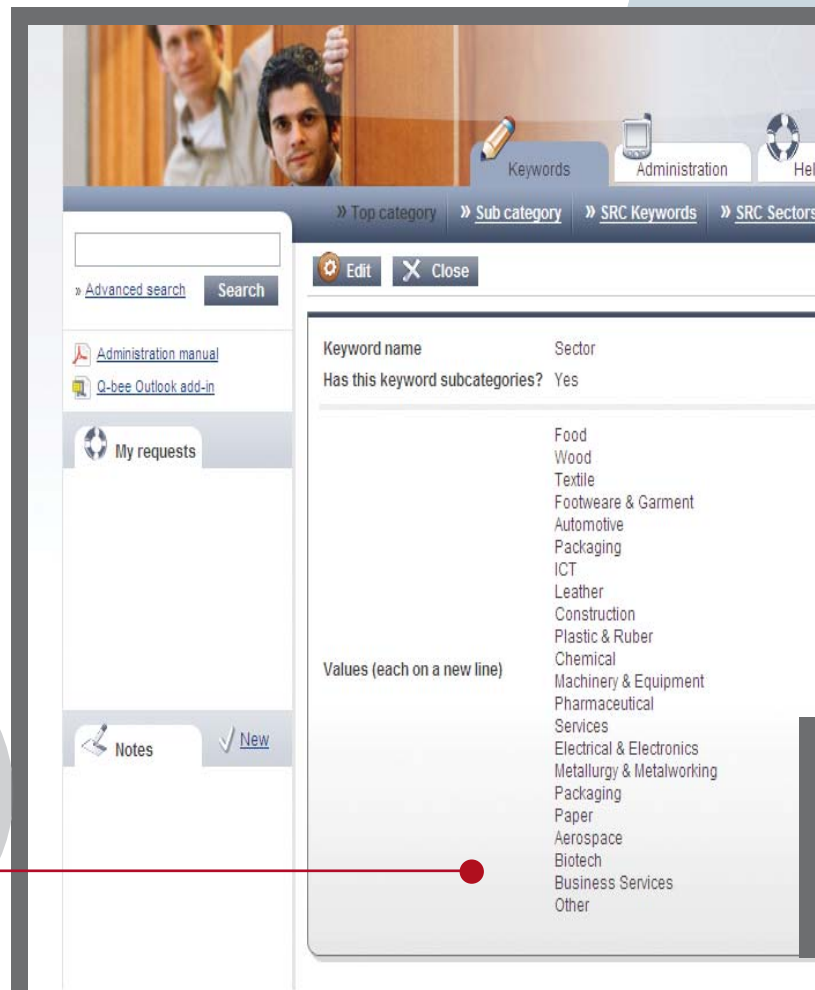 Keywords
Administration
Hel
» Top category » Sub category » SRC Keywords » SRC Sectors
» Advanced search Search
Edit Close
Administration manual
Q-bee Outlook add-in
My requests
Notes New
Keyword name Sector
Has this keyword subcategories? Yes
Values (each on a new line)
Food
Wood
Textile
Footweare & Garment
Automotive
Packaging
ICT
Leather
Construction
Plastic & Ruber
Chemical
Machinery & Equipment
Pharmaceutical
Services
Electrical & Electronics
Metallurgy & Metalworking
Packaging
Paper
Aerospace
Biotech
Business Services
Other